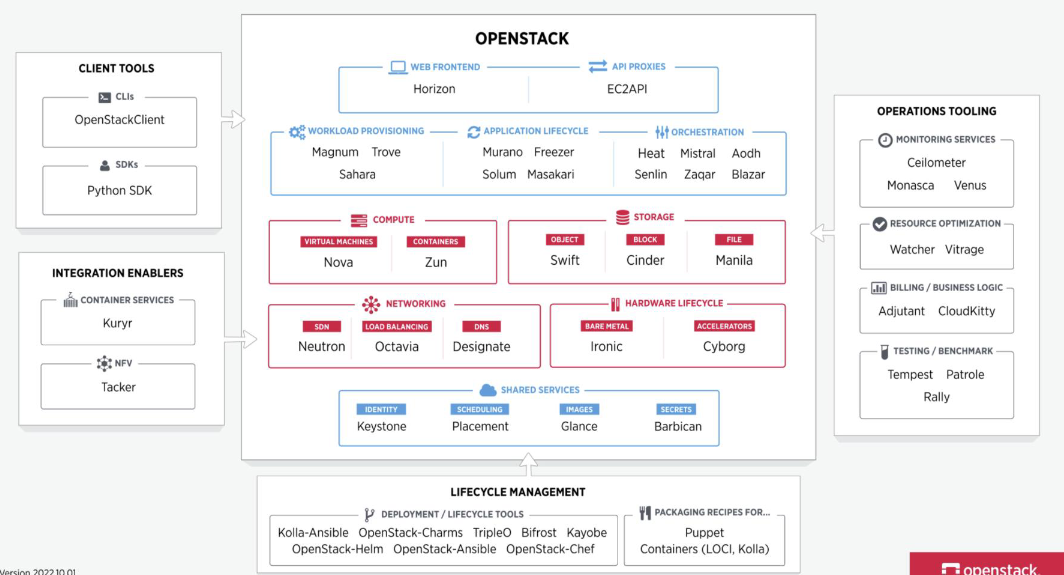 OPENSTACK
WEB FRONTEND
Horizon
API PROXIES
EC2API
WORKLOAD PROVISIONING
Magnum Trove
Sahara
APPLICATION LIFECYCLE
Murano Freezer
Solum Masakari
ORCHESTRATION
Heat Mistral Aodh
Senlin Zaqar Blazar
COMPUTE
VIRTUAL MACHINES
Nova
CONTAINERS
Zun
STORAGE
OBJECT
Swift
BLOCK
Cinder
FILE
Manila
NETWORKING
SDN
Neutron
LOAD BALANCING
Octavia
DNS
Designate
HARDWARE LIFECYCLE
BARE METAL
Ironic
ACCELERATORS
Cyborg
SHARED SERVICES
IDENTITY
Keystone
SCHEDULING
Placement
IMAGES
Glance
SECRETS
Barbican
CLIENT TOOLS
CLIs
OpenStackClient
SDKs
Python SDK
INTEGRATION ENABLERS
CONTAINER SERVICES
Kuryr
NFV
Tacker
OPERATIONS TOOLING
MONITORING SERVICES
Ceilometer
Monasca Venus
RESOURCE OPTIMIZATION
Watcher Vitrage
BILLING / BUSINESS LOGIC
Adjutant CloudKitty
TESTING / BENCHMARK
Tempest Patrole
Rally
LIFECYCLE MANAGEMENT
DEPLOYMENT / LIFECYCLE TOOLS
Kolla-Ansible OpenStack-Charms TripleO Bifrost Kayobe
OpenStack-Helm OpenStack-Ansible OpenStack-Chef
PACKAGING RECIPES FOR...
Puppet
Containers (LOCI, Kolla)
Version 2022.10.01
openstack.